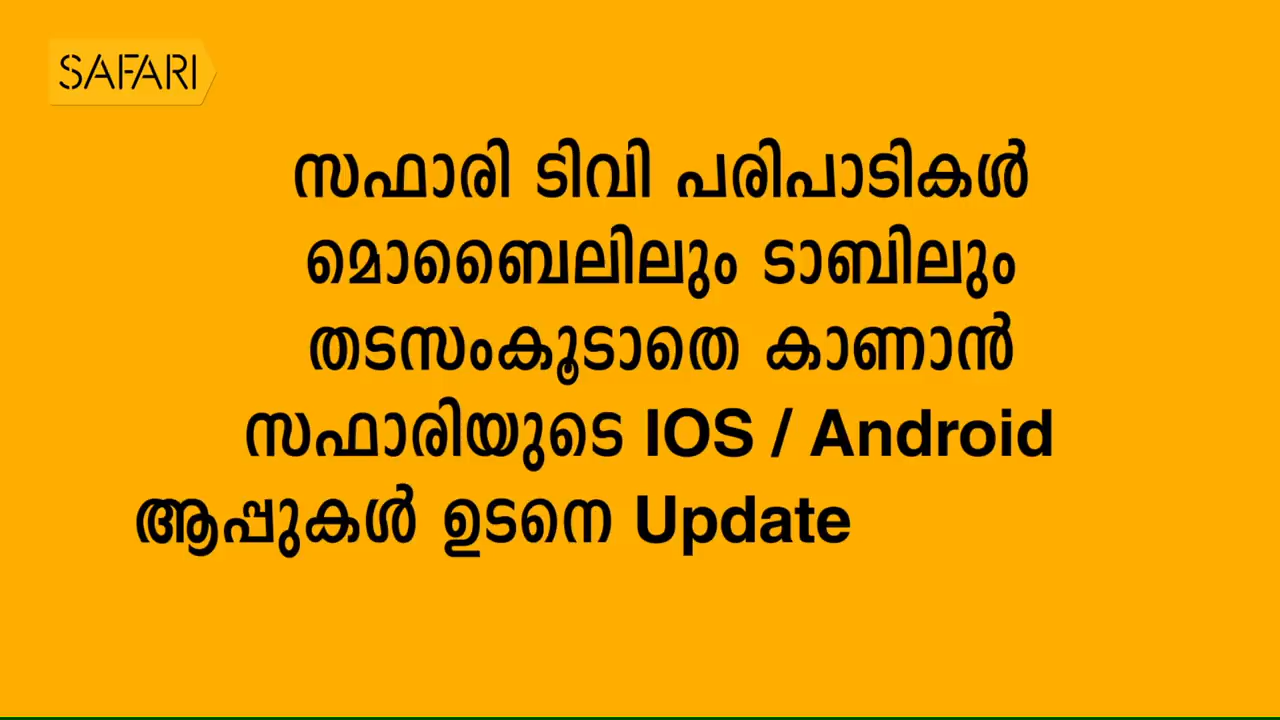 SAFARI
സഫാരി ടിവി പരിപാടികൾ
മൊബൈലിലും ടാബിലും
തടസംകൂടാതെ കാണാൻ
സഫാരിയുടെ IOS / Android
ആപ്പുകൾ ഉടനെ Update